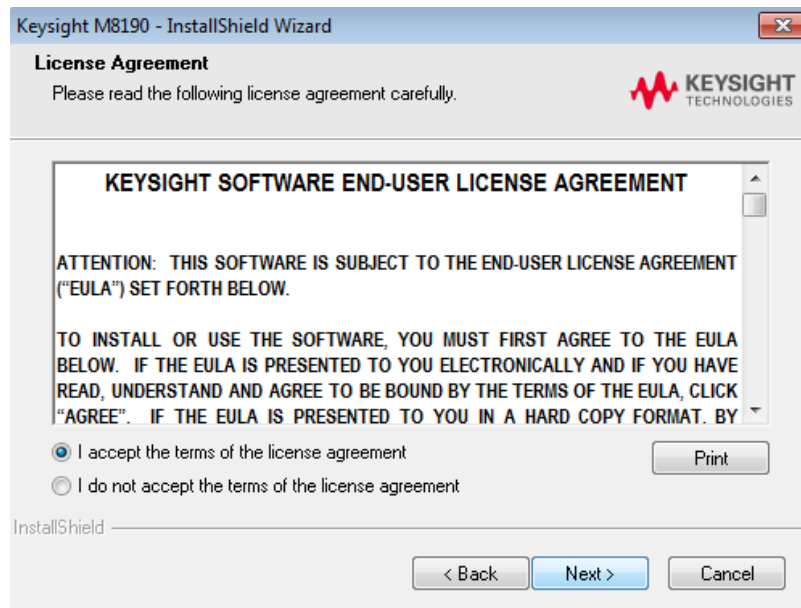 Keysight M8190 - InstallShield Wizard
License Agreement
Please read the following license agreement carefully.
KEYSIGHT
TECHNOLOGIES
KEYSIGHT SOFTWARE END-USER LICENSE AGREEMENT
ATTENTION: THIS SOFTWARE IS SUBJECT TO THE END-USER LICENSE AGREEMENT
("EULA") SET FORTH BELOW.
TO INSTALL OR USE THE SOFTWARE, YOU MUST FIRST AGREE TO THE EULA
BELOW. IF THE EULA IS PRESENTED TO YOU ELECTRONICALLY AND IF YOU HAVE
READ, UNDERSTAND AND AGREE TO BE BOUND BY THE TERMS OF THE EULA, CLICK
"AGREE". IF THE EULA IS PRESENTED TO YOU IN A HARD COPY FORMAT, BY
I accept the terms of the license agreement
Print
I do not accept the terms of the license agreement
InstallShield
< Back
Next >
Cancel